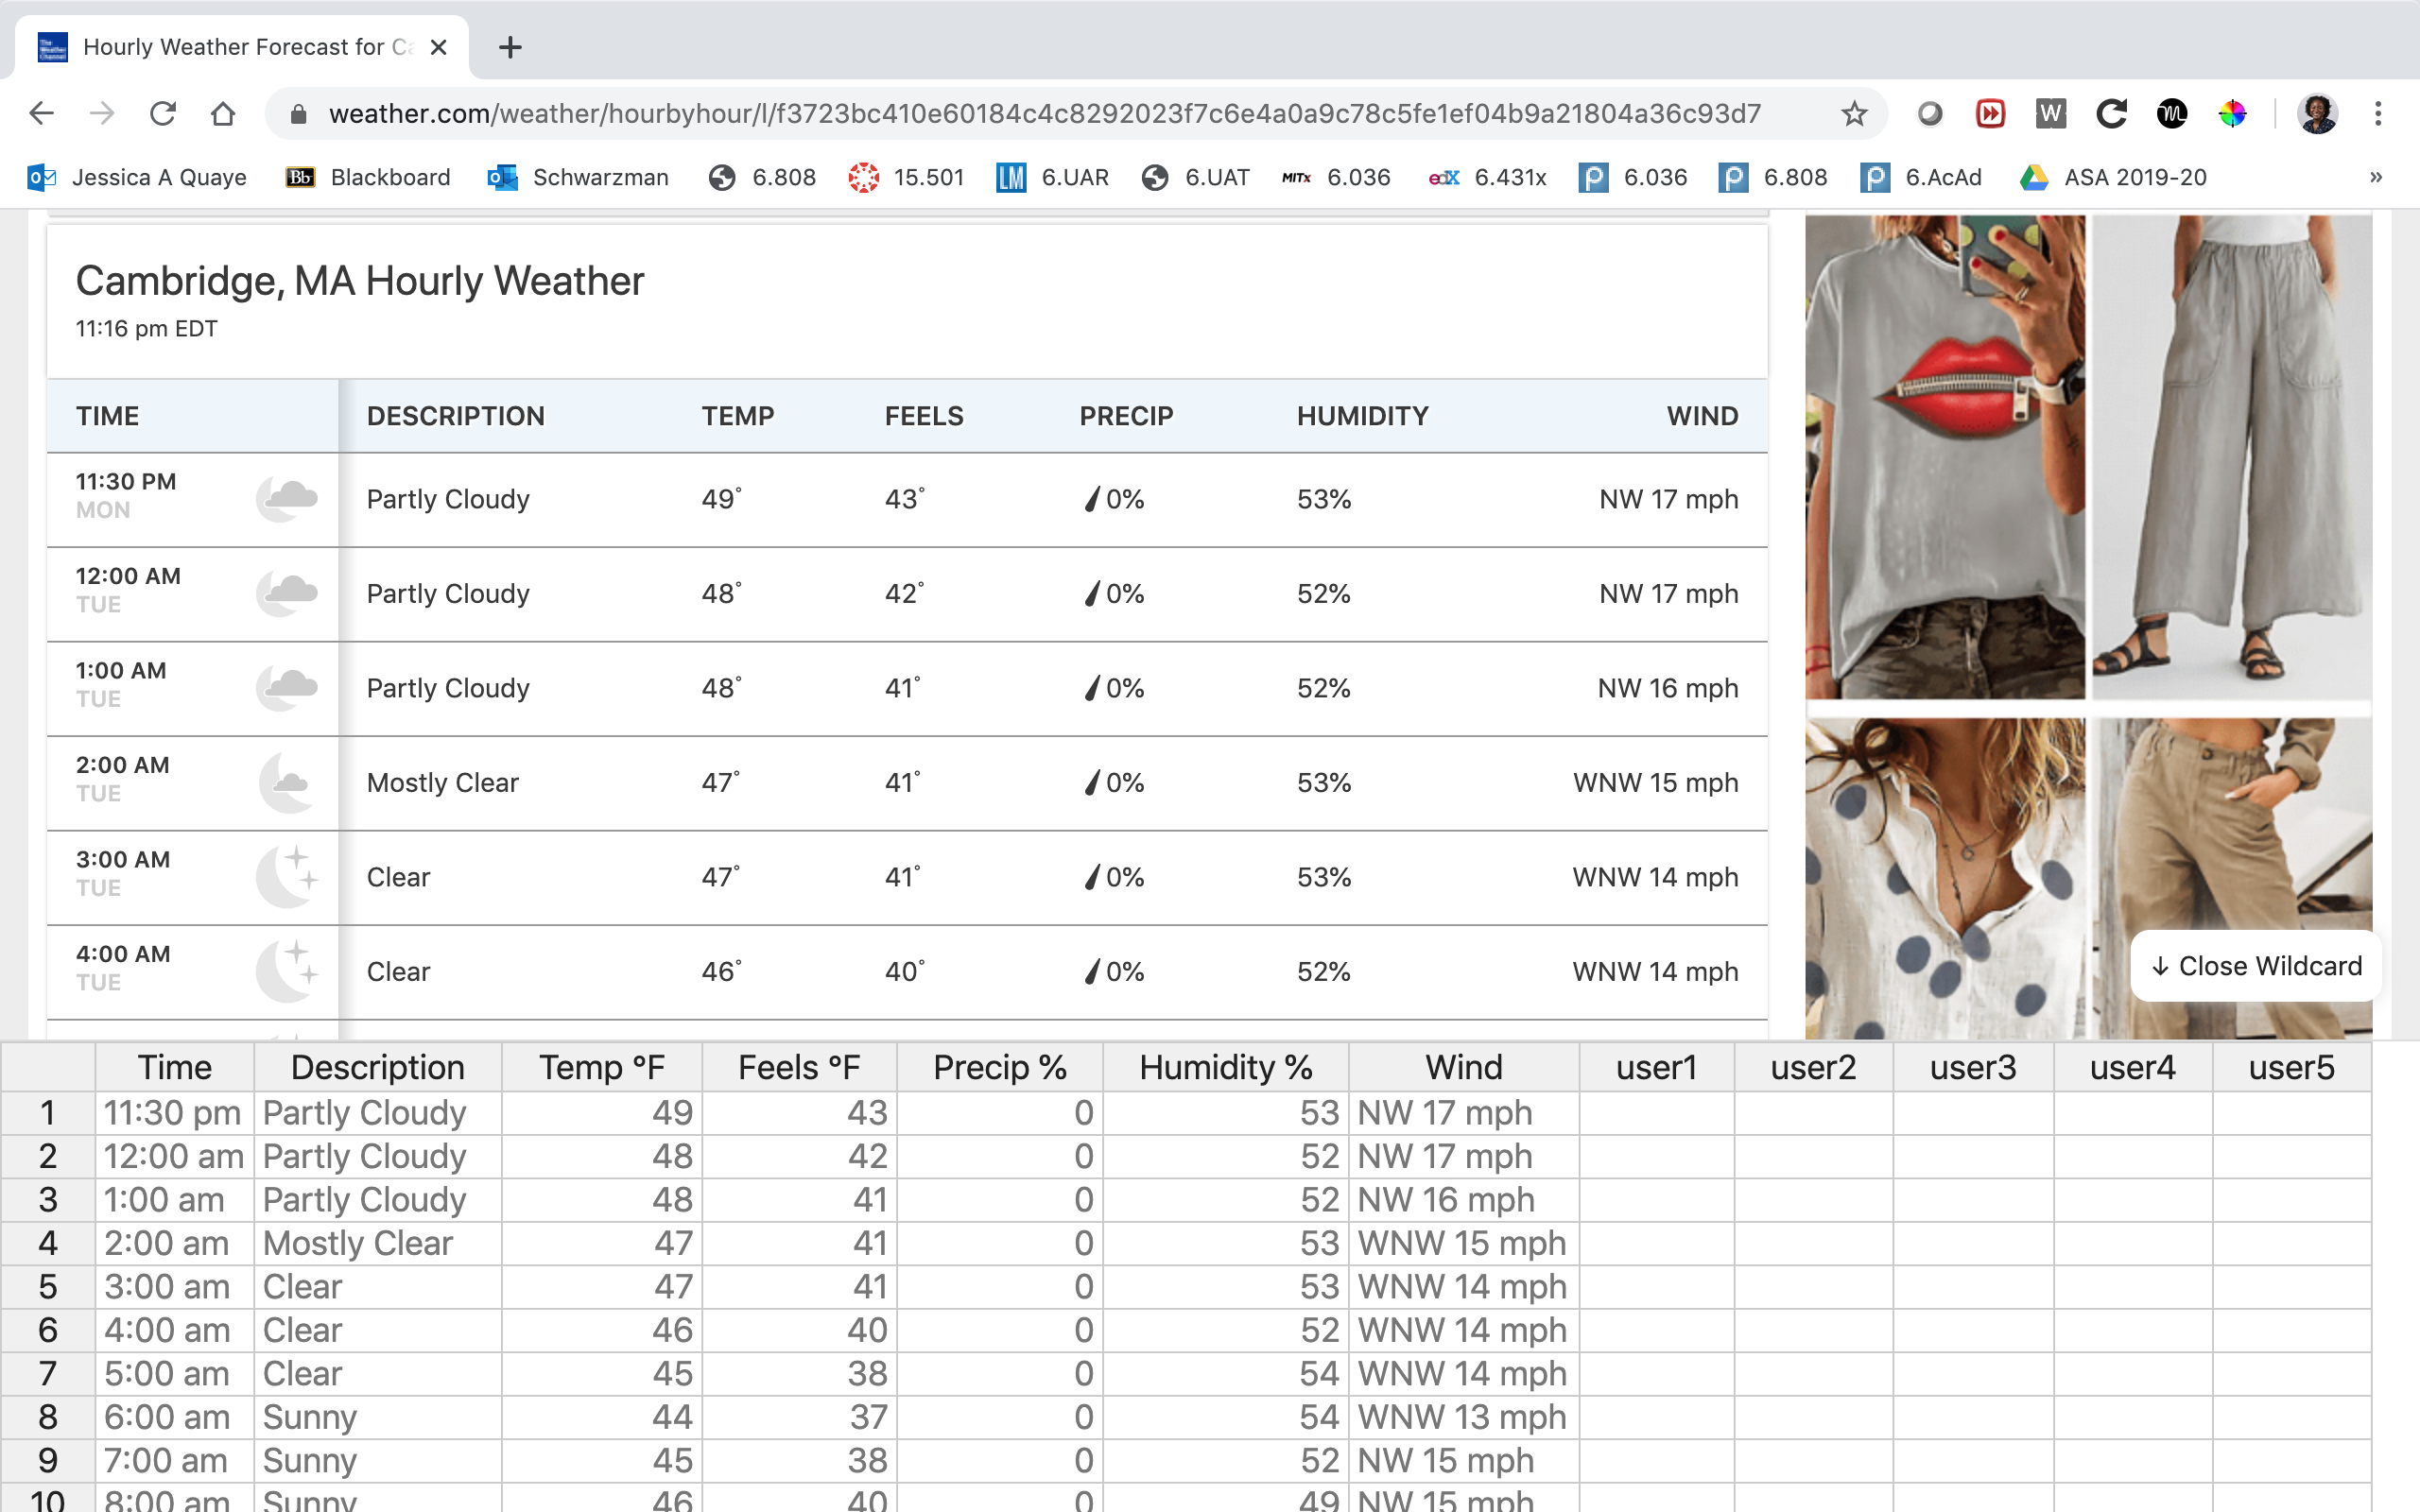 Hourly Weather Forecast for Ca
weather.com/weather/hourbyhour/l/f3723bc410e60184c4c8292023f7c6e4a0a9c78c5fe1ef04b9a21804a36c93d7
W
Jessica A Quaye Bb Blackboard Schwarzman 6.808 15.501 LM 6.UAR 6.UAT MITx 6.036 edX 6.431x 6.036 6.808 6.AcAd ASA 2019-20 »
Cambridge, MA Hourly Weather
11:16 pm EDT
TIME DESCRIPTION TEMP FEELS PRECIP HUMIDITY WIND
11:30 PM
MON
Partly Cloudy 49° 43° 0% 53% NW 17 mph
12:00 AM
TUE
Partly Cloudy 48° 42° 0% 52% NW 17 mph
1:00 AM
TUE
Partly Cloudy 48° 41° 0% 52% NW 16 mph
2:00 AM
TUE
Mostly Clear 47° 41° 0% 53% WNW 15 mph
3:00 AM
TUE
Clear 47° 41° 0% 53% WNW 14 mph
4:00 AM
TUE
Clear 46° 40° 0% 52% WNW 14 mph
↓ Close Wildcard
Time Description Temp °F Feels °F Precip % Humidity % Wind user1 user2 user3 user4 user5
1 11:30 pm Partly Cloudy 49 43 0 53 NW 17 mph
2 12:00 am Partly Cloudy 48 42 0 52 NW 17 mph
3 1:00 am Partly Cloudy 48 41 0 52 NW 16 mph
4 2:00 am Mostly Clear 47 41 0 53 WNW 15 mph
5 3:00 am Clear 47 41 0 53 WNW 14 mph
6 4:00 am Clear 46 40 0 52 WNW 14 mph
7 5:00 am Clear 45 38 0 54 WNW 14 mph
8 6:00 am Sunny 44 37 0 54 WNW 13 mph
9 7:00 am Sunny 45 38 0 52 NW 15 mph
10 8:00 am Sunny 46 40 0 49 NW 15 mph